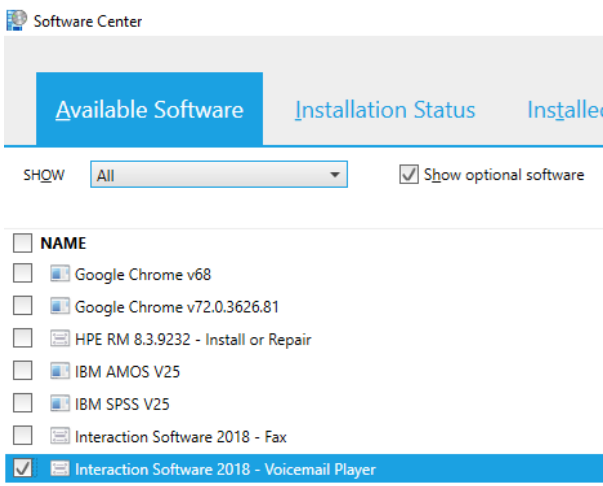 Software Center
Available Software Installation Status Installed
SHOW All Show optional software
NAME
Google Chrome v68
Google Chrome v72.0.3626.81
HPE RM 8.3.9232 - Install or Repair
IBM AMOS V25
IBM SPSS V25
Interaction Software 2018 - Fax
Interaction Software 2018 - Voicemail Player